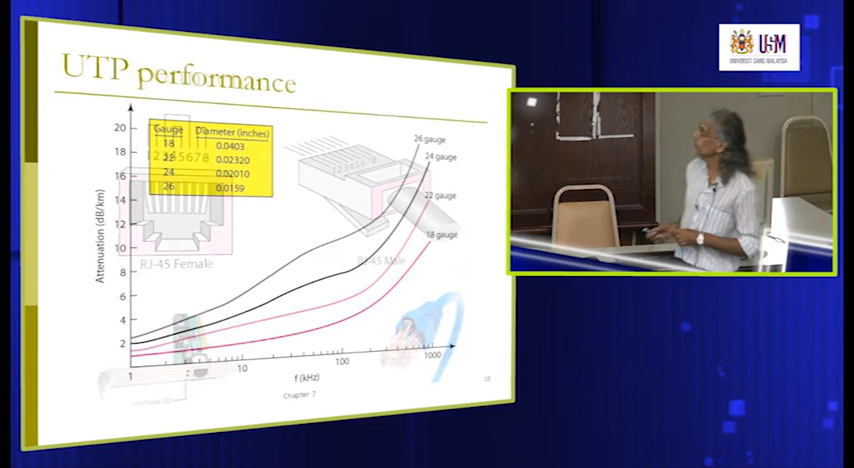 UTP performance
USM
UNIVERSITI SAINS MALAYSIA
Gauge Diameter (inches)
18 0.0403
22 0.02320
24 0.02010
26 0.0159
12345678
12345678
RJ-45 Female
RJ-45 Male
Attenuation (dB/km)
20
18
16
14
12
10
8
6
4
2
26 gauge
24 gauge
22 gauge
18 gauge
1
10
100
1000
f (kHz)
Chapter 7